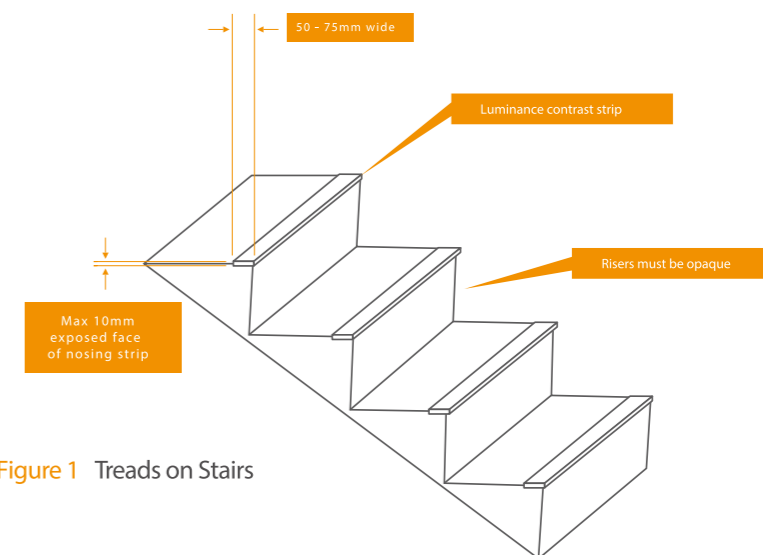 50 - 75mm wide
Luminance contrast strip
Risers must be opaque
Max 10mm
exposed face
of nosing strip
Figure 1 Treads on Stairs